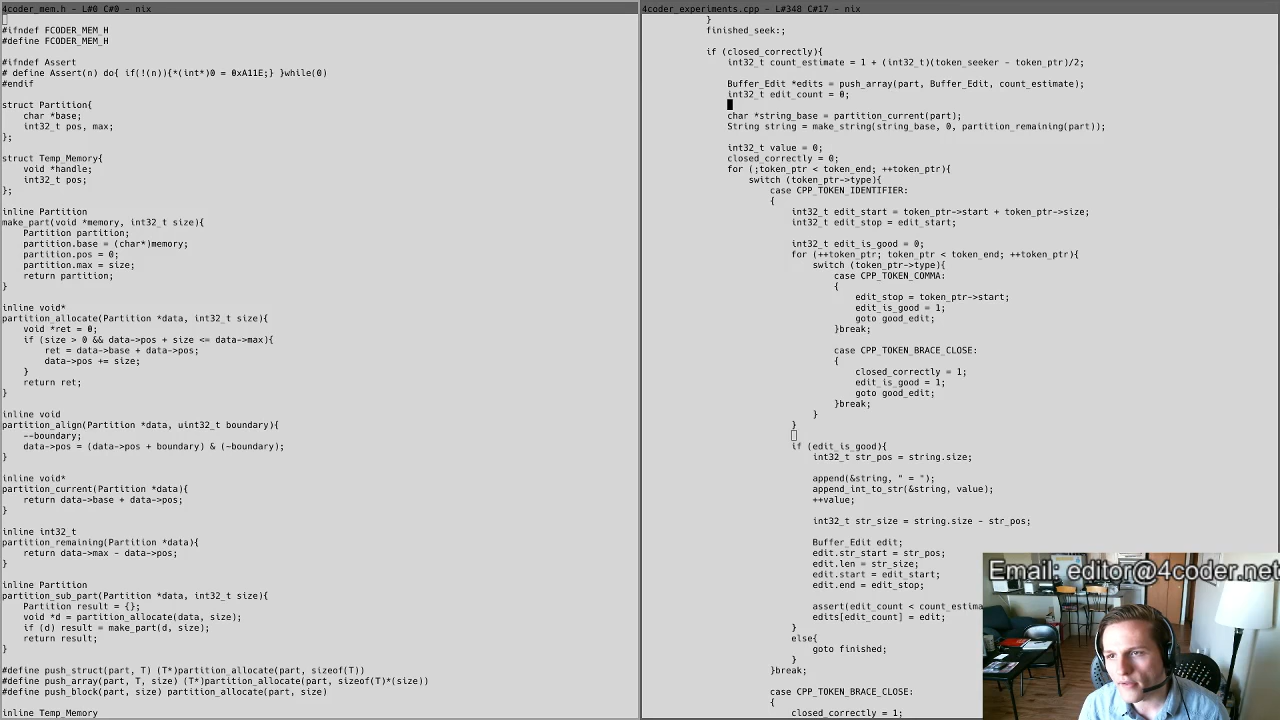 4coder_mem.h - L#0 C#0 - nix
#ifndef FCODER_MEM_H
#define FCODER_MEM_H
#ifndef Assert
# define Assert(n) do{ if(!(n)){*(int*)0 = 0xA11E;} }while(0)
#endif
struct Partition{
char *base;
int32_t pos, max;
};
struct Temp_Memory{
void *handle;
int32_t pos;
};
inline Partition
make_part(void *memory, int32_t size){
Partition partition;
partition.base = (char*)memory;
partition.pos = 0;
partition.max = size;
return partition;
}
inline void*
partition_allocate(Partition *data, int32_t size){
void *ret = 0;
if (size > 0 && data->pos + size <= data->max){
ret = data->base + data->pos;
data->pos += size;
}
return ret;
}
inline void
partition_align(Partition *data, uint32_t boundary){
--boundary;
data->pos = (data->pos + boundary) & (~boundary);
}
inline void*
partition_current(Partition *data){
return data->base + data->pos;
}
inline int32_t
partition_remaining(Partition *data){
return data->max - data->pos;
}
inline Partition
partition_sub_part(Partition *data, int32_t size){
Partition result = {};
void *d = partition_allocate(data, size);
if (d) result = make_part(d, size);
return result;
}
#define push_struct(part, T) (T*)partition_allocate(part, sizeof(T))
#define push_array(part, T, size) (T*)partition_allocate(part, sizeof(T)*(size))
#define push_block(part, size) partition_allocate(part, size)
inline Temp_Memory
4coder_experiments.cpp - L#348 C#17 - nix
}
finished_seek:;
if (closed_correctly){
int32_t count_estimate = 1 + (int32_t)(token_seeker - token_ptr)/2;
Buffer_Edit *edits = push_array(part, Buffer_Edit, count_estimate);
int32_t edit_count = 0;
char *string_base = partition_current(part);
String string = make_string(string_base, 0, partition_remaining(part));
int32_t value = 0;
closed_correctly = 0;
for (;token_ptr < token_end; ++token_ptr){
switch (token_ptr->type){
case CPP_TOKEN_IDENTIFIER:
{
int32_t edit_start = token_ptr->start + token_ptr->size;
int32_t edit_stop = edit_start;
int32_t edit_is_good = 0;
for (++token_ptr; token_ptr < token_end; ++token_ptr){
switch (token_ptr->type){
case CPP_TOKEN_COMMA:
{
edit_stop = token_ptr->start;
edit_is_good = 1;
goto good_edit;
}break;
case CPP_TOKEN_BRACE_CLOSE:
{
closed_correctly = 1;
edit_is_good = 1;
goto good_edit;
}break;
}
}
if (edit_is_good){
int32_t str_pos = string.size;
append(&string, " = ");
append_int_to_str(&string, value);
++value;
int32_t str_size = string.size - str_pos;
Buffer_Edit edit;
edit.str_start = str_pos;
edit.len = str_size;
edit.start = edit_start;
edit.end = edit_stop;
assert(edit_count < count_estima
edits[edit_count] = edit;
}
else{
goto finished;
}
}break;
case CPP_TOKEN_BRACE_CLOSE:
{
closed_correctly = 1;
Email: editor@4coder.net